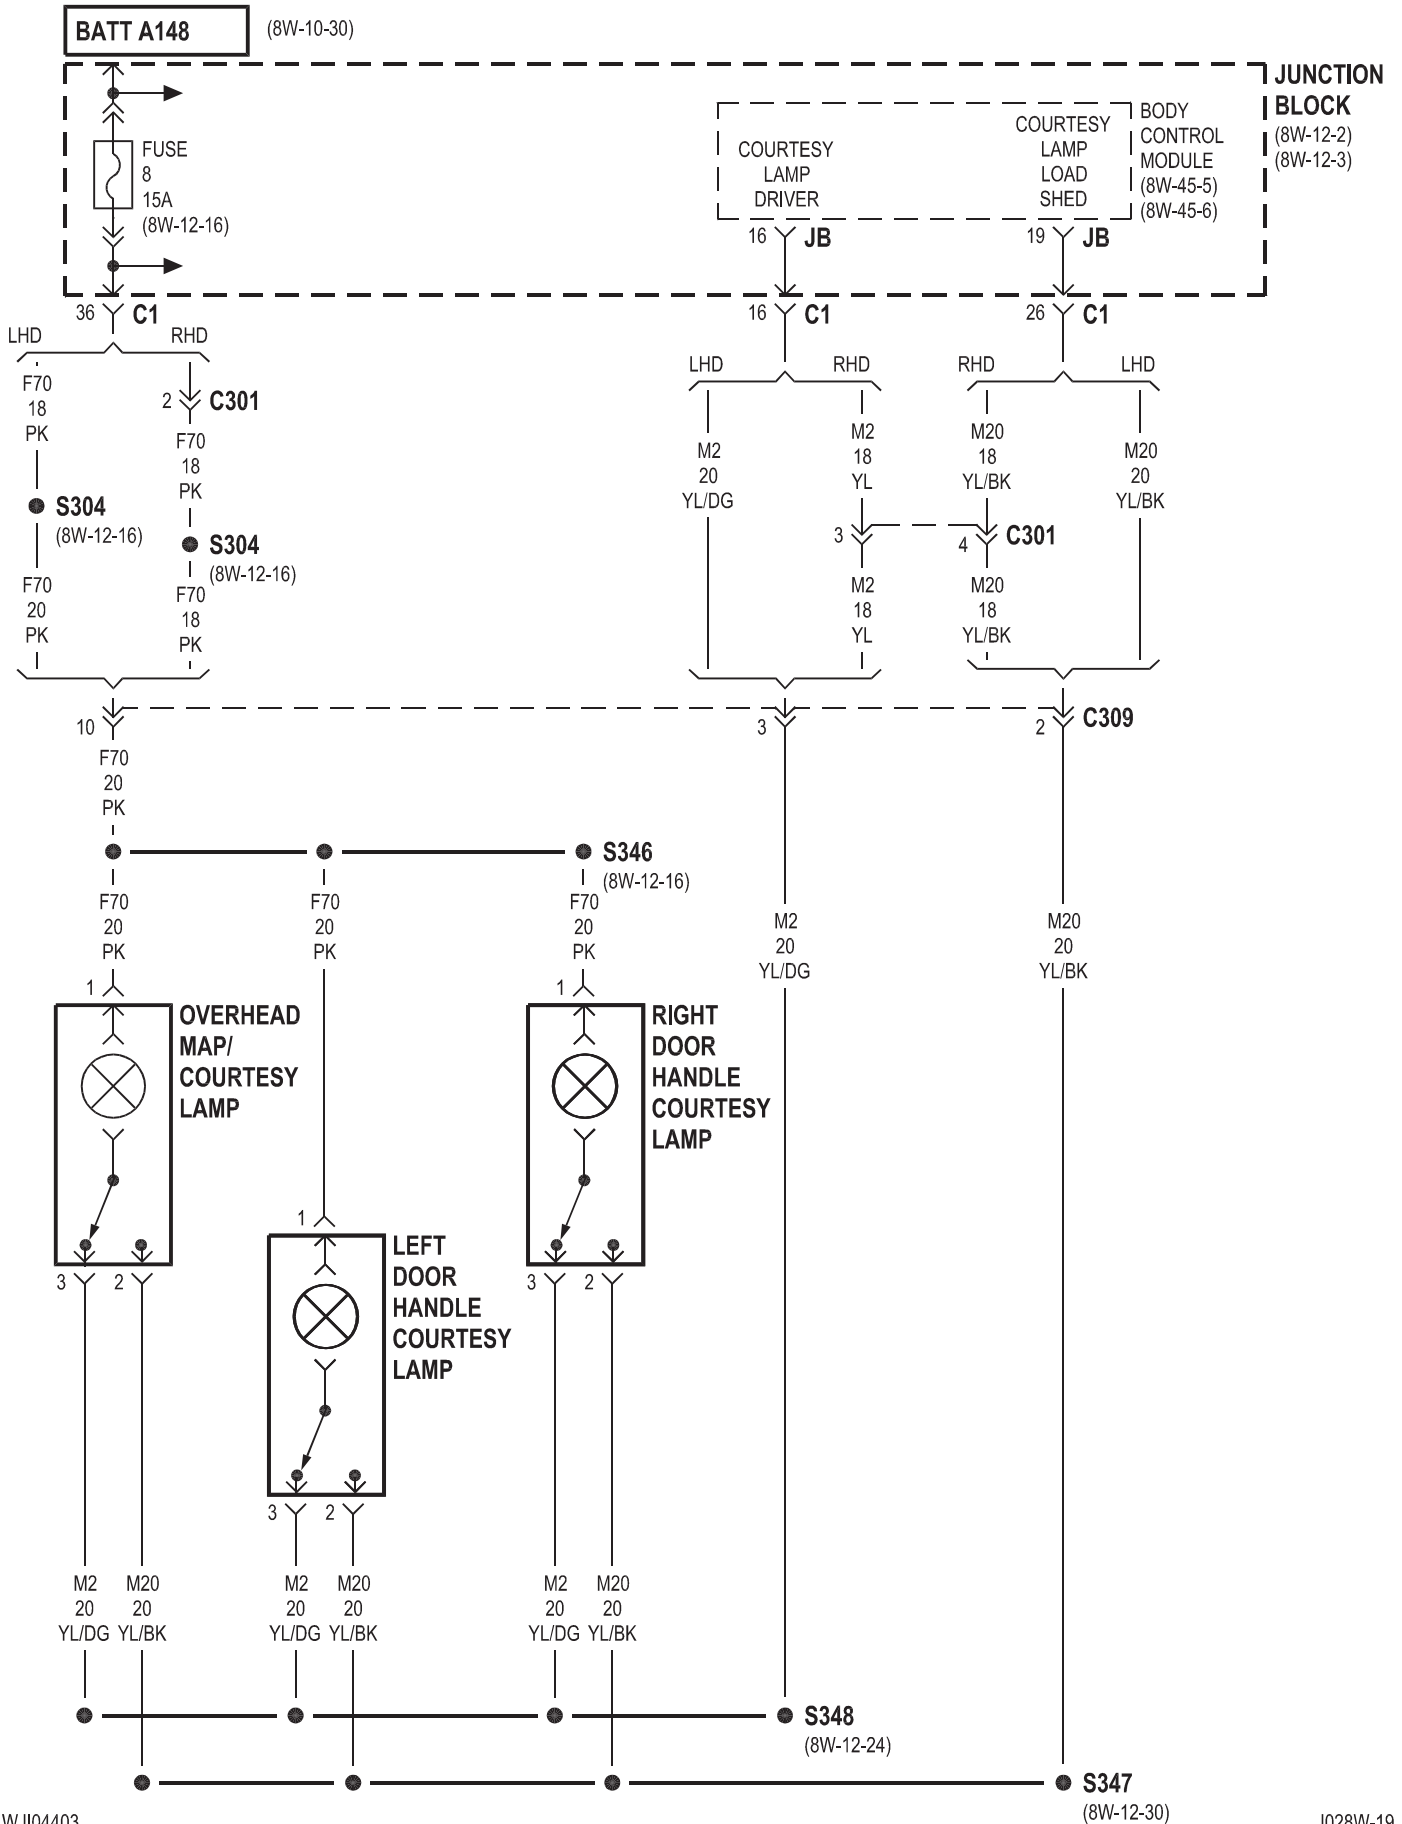 BATT A148
(8W-10-30)
JUNCTION
BLOCK
(8W-12-2)
(8W-12-3)
FUSE
8
15A
(8W-12-16)
COURTESY
LAMP
DRIVER
COURTESY
LAMP
LOAD
SHED
BODY
CONTROL
MODULE
(8W-45-5)
(8W-45-6)
16 JB
19 JB
36 C1
16 C1
26 C1
LHD
RHD
LHD
RHD
RHD
LHD
F70
18
PK
2 C301
F70
18
PK
S304
(8W-12-16)
S304
(8W-12-16)
F70
20
PK
F70
18
PK
M2
20
YL/DG
M2
18
YL
M20
18
YL/BK
M20
20
YL/BK
3
4
C301
M2
18
YL
M20
18
YL/BK
10
3
2
C309
F70
20
PK
S346
(8W-12-16)
F70
20
PK
F70
20
PK
F70
20
PK
M2
20
YL/DG
M20
20
YL/BK
1
OVERHEAD
MAP/
COURTESY
LAMP
1
RIGHT
DOOR
HANDLE
COURTESY
LAMP
1
LEFT
DOOR
HANDLE
COURTESY
LAMP
3
2
3
2
3
2
M2
20
YL/DG
M20
20
YL/BK
M2
20
YL/DG
M20
20
YL/BK
M2
20
YL/DG
M20
20
YL/BK
S348
(8W-12-24)
S347
(8W-12-30)
WJI04403
J028W-19